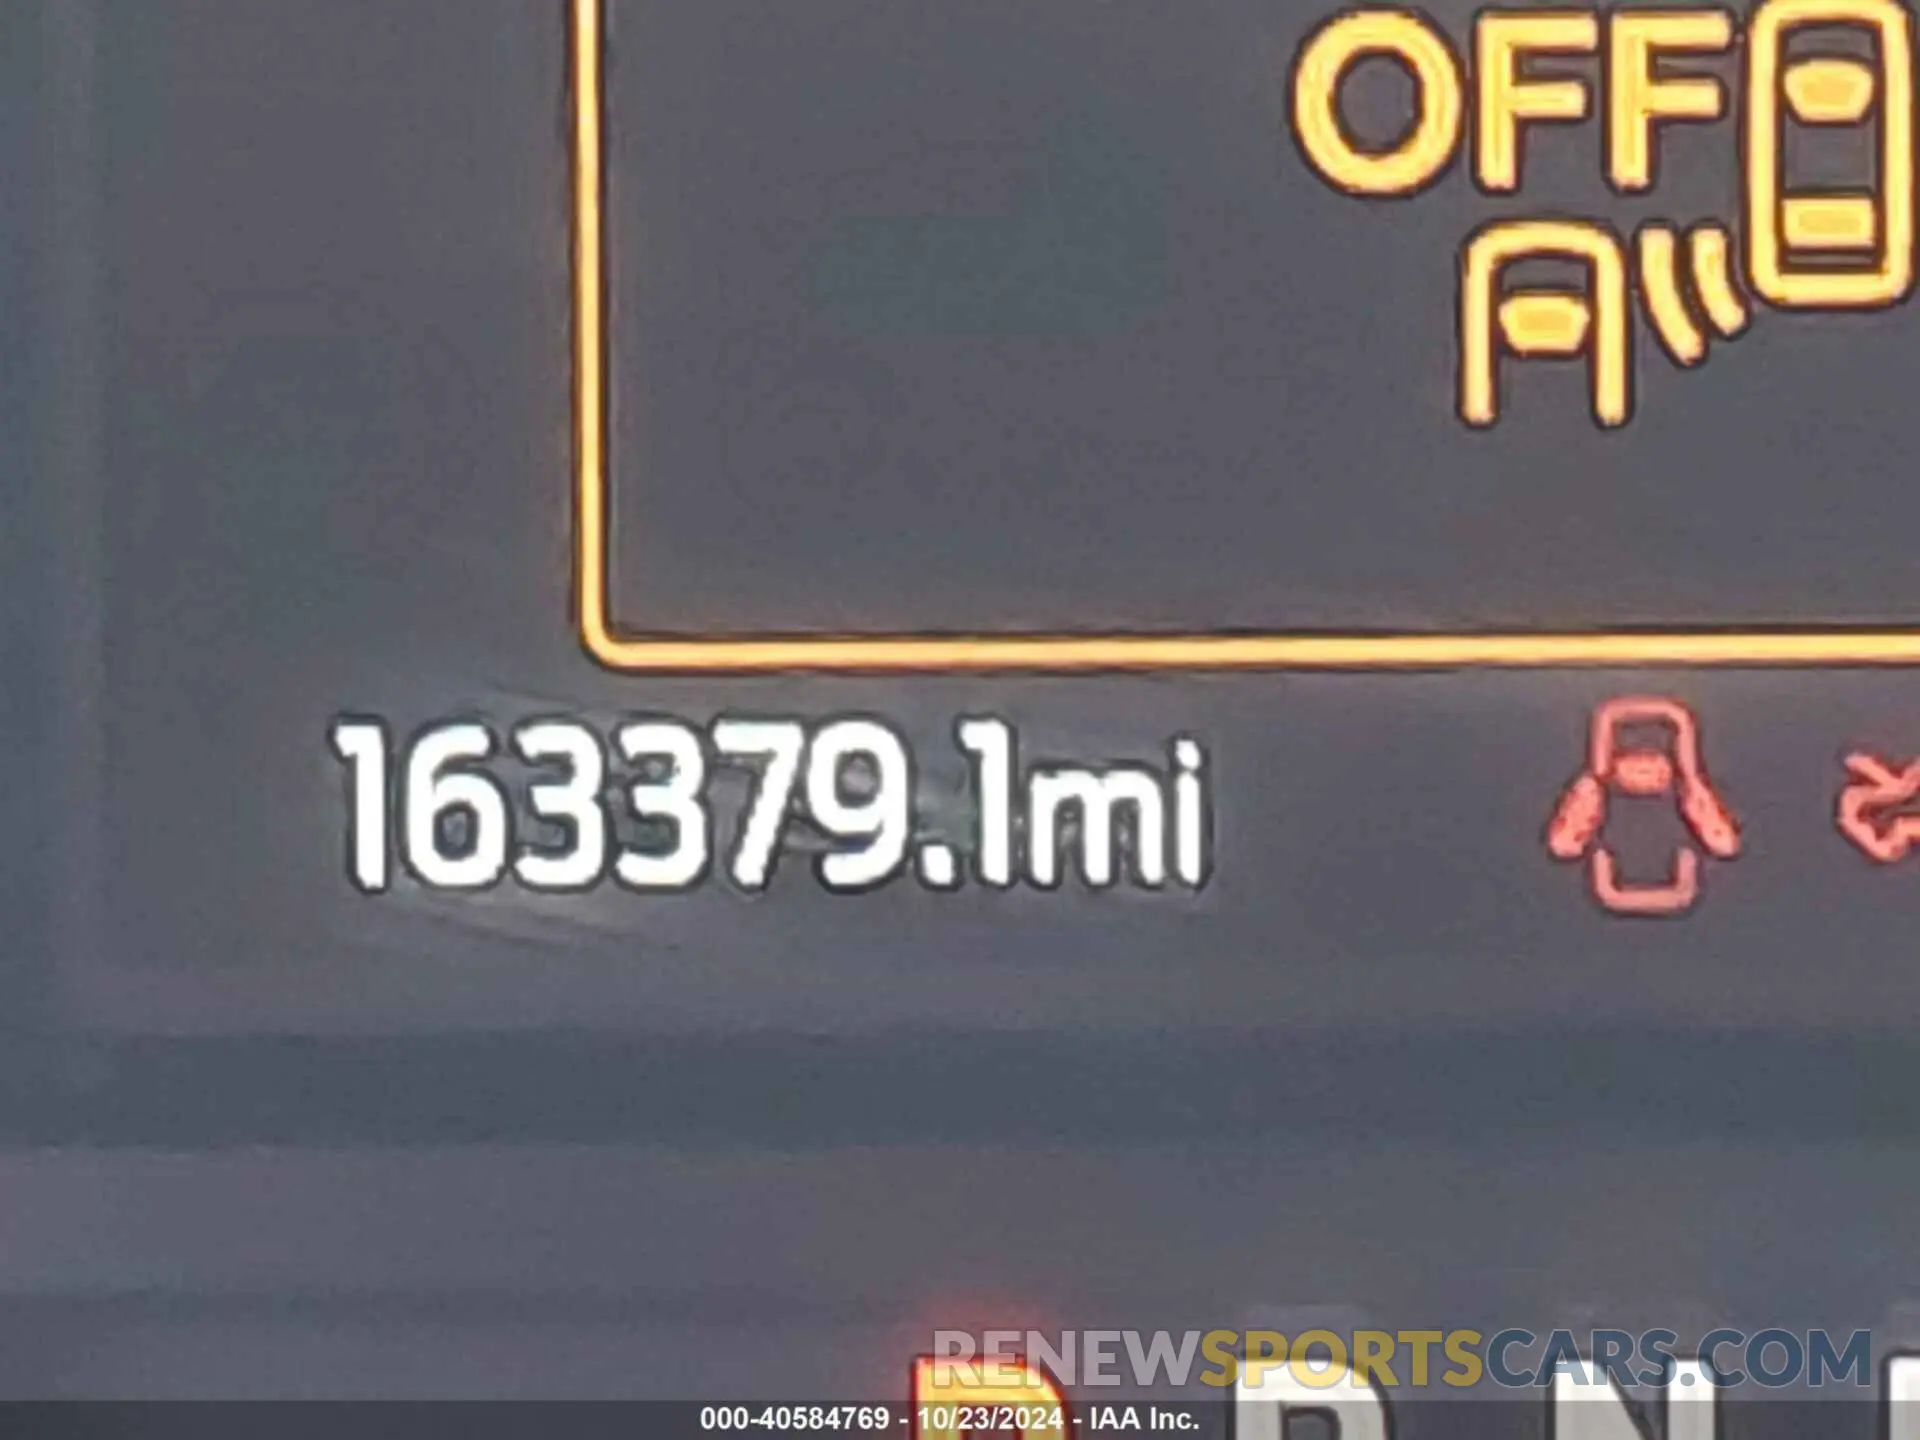 OFF
163379.1mi
RENEWSPORTSCARS.COM
P R N
000-40584769 - 10/23/2024 - IAA Inc.